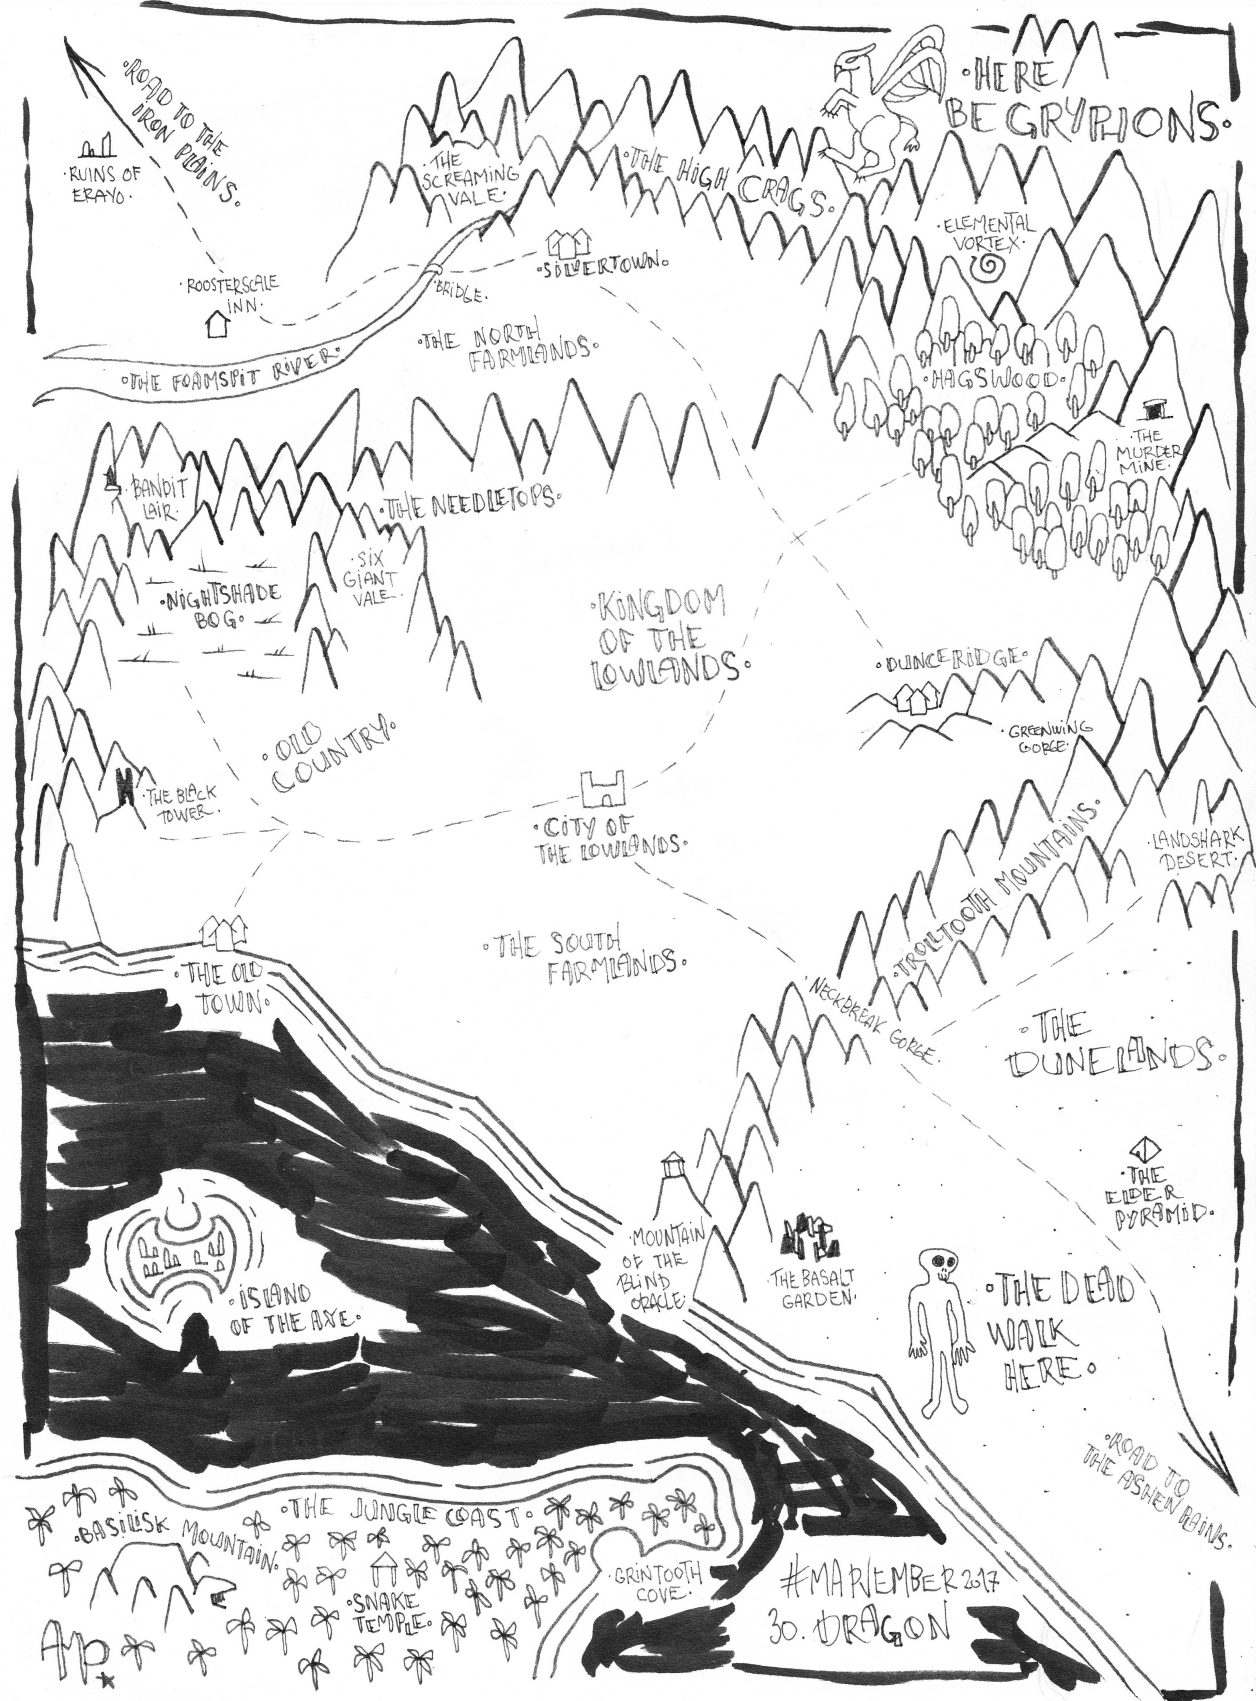 ·ROAD TO THE
IRON PLAINS.
·RUINS OF
ERAYO·
·THE
SCREAMING
VALE·
·THE HIGH CRAGS·
·HERE
BE GRYPHIONS·
·ELEMENTAL
VORTEX·
·SILVERTOWN·
·ROOSTERSCALE
INN·
·BRIDGE.
·THE FOAMSPIT RIVER·
·THE NORTH
FARMLANDS·
·HAGSWOOD·
·THE
MURDER
MINE·
·BANDIT
LAIR·
·THE NEEDLETOPS·
·SIX
GIANT
VALE·
·NIGHTSHADE
BOG·
·KINGDOM
OF THE
LOWLANDS·
·DUNCERIDGE·
·GREENWING
GORGE·
·OLD
COUNTRY·
·THE BLACK
TOWER·
·CITY OF
THE LOWLANDS·
·TROLLTOOTH MOUNTAINS·
·LANDSHARK
DESERT·
·THE SOUTH
FARMLANDS·
·THE OLD
TOWN·
·NECKBREAK GORGE·
·THE
DUNELANDS·
·THE
ELDER
PYRAMID·
·MOUNTAIN
OF THE
BLIND
ORACLE·
·THE BASALT
GARDEN·
·THE DEAD
WALK
HERE·
·ISLAND
OF THE AXE·
·ROAD TO
THE ASHEN PLAINS·
·THE JUNGLE COAST·
·BASILISK MOUNTAIN·
·SNAKE
TEMPLE·
·GRINTOOTH
COVE·
#MARVEMBER 2017
30. DRAGON